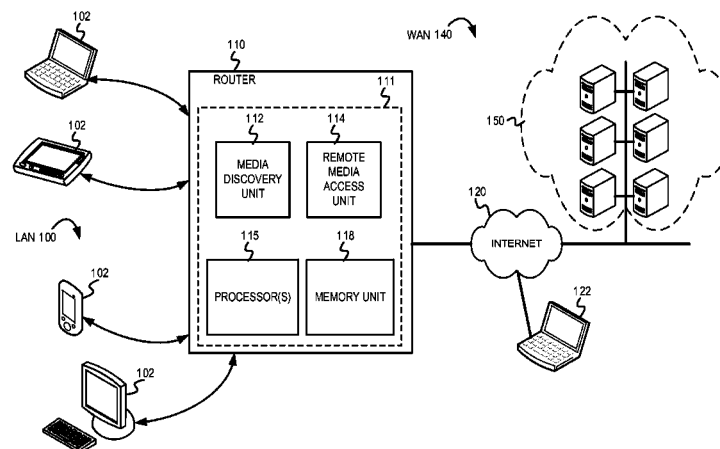 102
110
WAN 140
ROUTER
111
150
112
114
102
MEDIA
DISCOVERY
UNIT
REMOTE
MEDIA
ACCESS
UNIT
120
LAN 100
INTERNET
115
118
102
PROCESSOR(S)
MEMORY UNIT
122
102